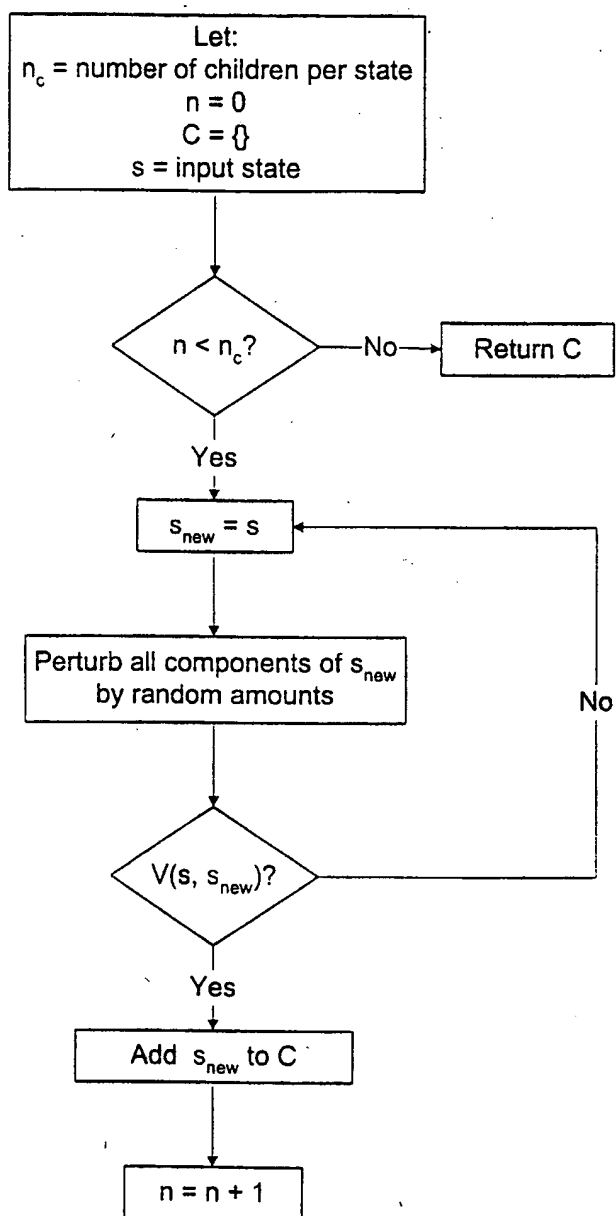 Let:
n_c = number of children per state
n = 0
C = {}
s = input state
n < n_c?
No
Return C
Yes
s_new = s
Perturb all components of s_new
by random amounts
No
V(s, s_new)?
Yes
Add s_new to C
n = n + 1